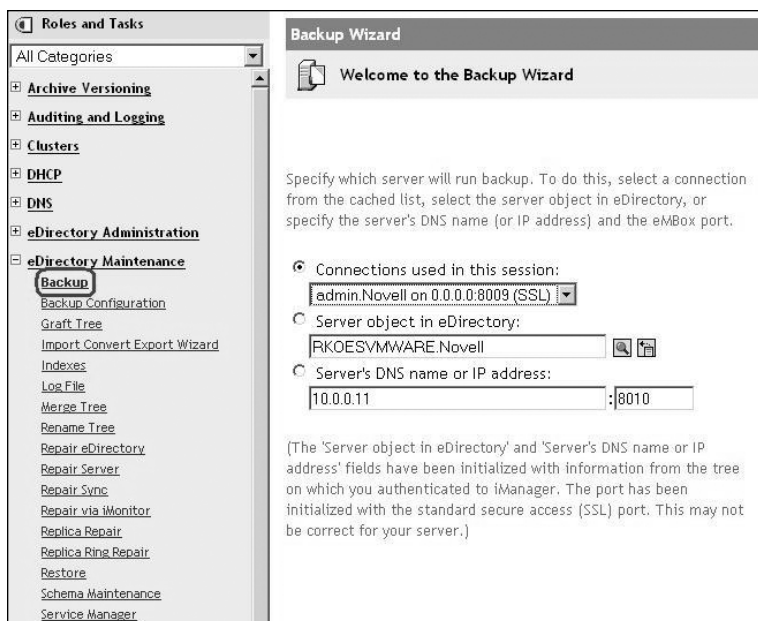 Roles and Tasks
All Categories
Archive Versioning
Auditing and Logging
Clusters
DHCP
DNS
eDirectory Administration
eDirectory Maintenance
Backup
Backup Configuration
Graft Tree
Import Convert Export Wizard
Indexes
Log File
Merge Tree
Rename Tree
Repair eDirectory
Repair Server
Repair Sync
Repair via iMonitor
Replica Repair
Replica Ring Repair
Restore
Schema Maintenance
Service Manager
Backup Wizard
Welcome to the Backup Wizard
Specify which server will run backup. To do this, select a connection
from the cached list, select the server object in eDirectory, or
specify the server's DNS name (or IP address) and the eMBox port.
Connections used in this session:
admin.Novell on 0.0.0.0:8009 (SSL)
Server object in eDirectory:
RKOESVMWARE.Novell
Server's DNS name or IP address:
10.0.0.11 : 8010
(The 'Server object in eDirectory' and 'Server's DNS name or IP
address' fields have been initialized with information from the tree
on which you authenticated to iManager. The port has been
initialized with the standard secure access (SSL) port. This may not
be correct for your server.)